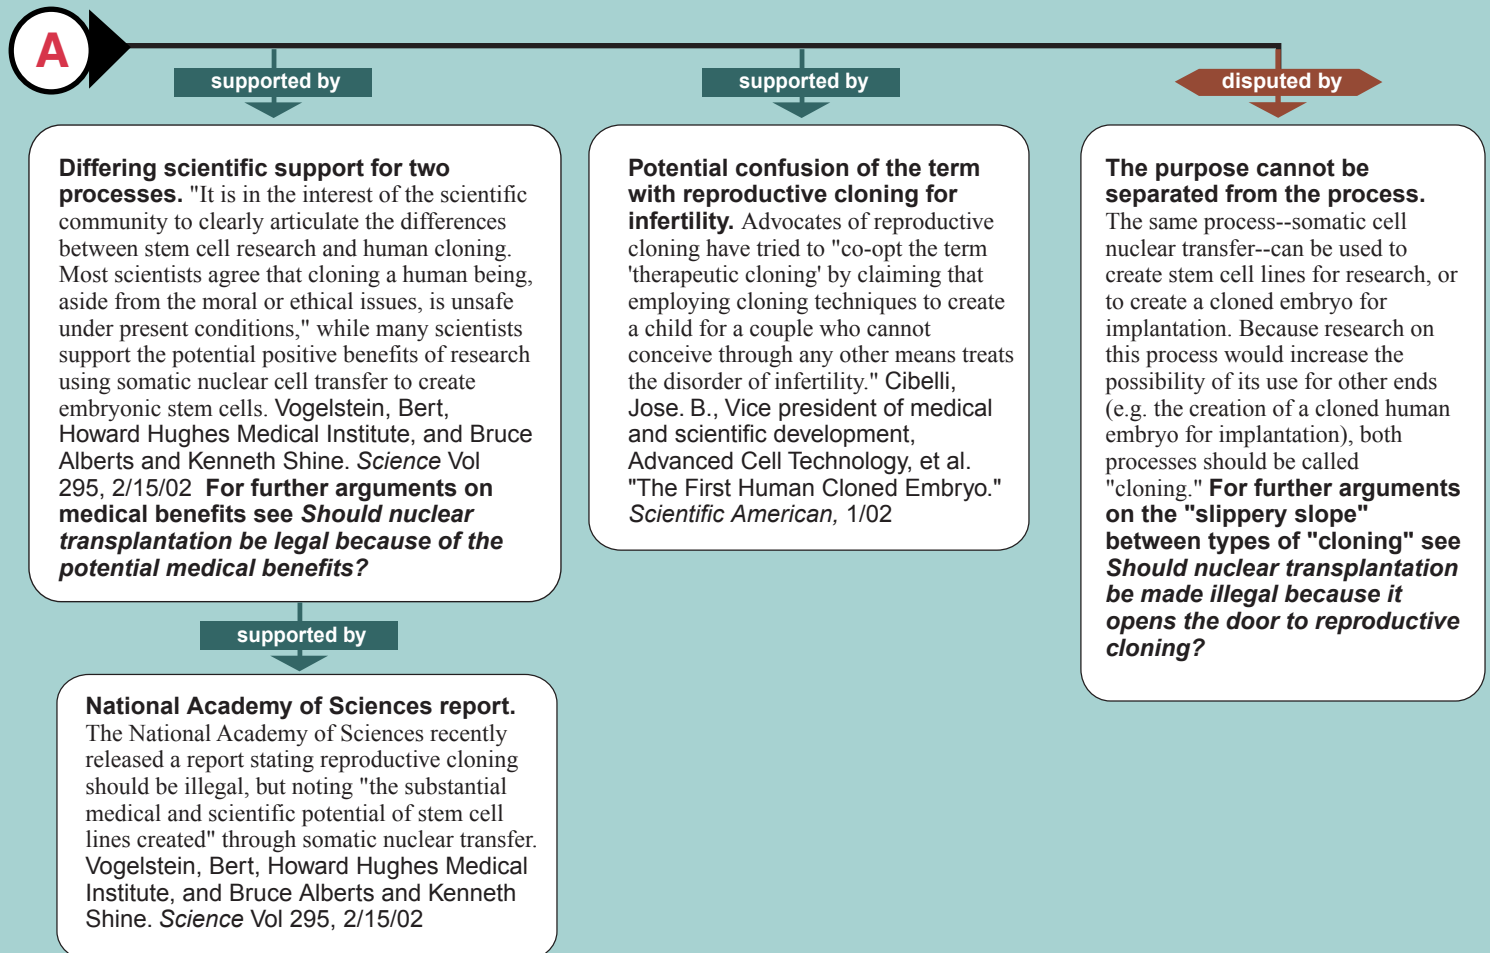 A
supported by
supported by
disputed by
Differing scientific support for two
processes. "It is in the interest of the scientific
community to clearly articulate the differences
between stem cell research and human cloning.
Most scientists agree that cloning a human being,
aside from the moral or ethical issues, is unsafe
under present conditions," while many scientists
support the potential positive benefits of research
using somatic nuclear cell transfer to create
embryonic stem cells. Vogelstein, Bert,
Howard Hughes Medical Institute, and Bruce
Alberts and Kenneth Shine. Science Vol
295, 2/15/02 For further arguments on
medical benefits see Should nuclear
transplantation be legal because of the
potential medical benefits?
supported by
National Academy of Sciences report.
The National Academy of Sciences recently
released a report stating reproductive cloning
should be illegal, but noting "the substantial
medical and scientific potential of stem cell
lines created" through somatic nuclear transfer.
Vogelstein, Bert, Howard Hughes Medical
Institute, and Bruce Alberts and Kenneth
Shine. Science Vol 295, 2/15/02
Potential confusion of the term
with reproductive cloning for
infertility. Advocates of reproductive
cloning have tried to "co-opt the term
'therapeutic cloning' by claiming that
employing cloning techniques to create
a child for a couple who cannot
conceive through any other means treats
the disorder of infertility." Cibelli,
Jose. B., Vice president of medical
and scientific development,
Advanced Cell Technology, et al.
"The First Human Cloned Embryo."
Scientific American, 1/02
The purpose cannot be
separated from the process.
The same process--somatic cell
nuclear transfer--can be used to
create stem cell lines for research, or
to create a cloned embryo for
implantation. Because research on
this process would increase the
possibility of its use for other ends
(e.g. the creation of a cloned human
embryo for implantation), both
processes should be called
"cloning." For further arguments
on the "slippery slope"
between types of "cloning" see
Should nuclear transplantation
be made illegal because it
opens the door to reproductive
cloning?